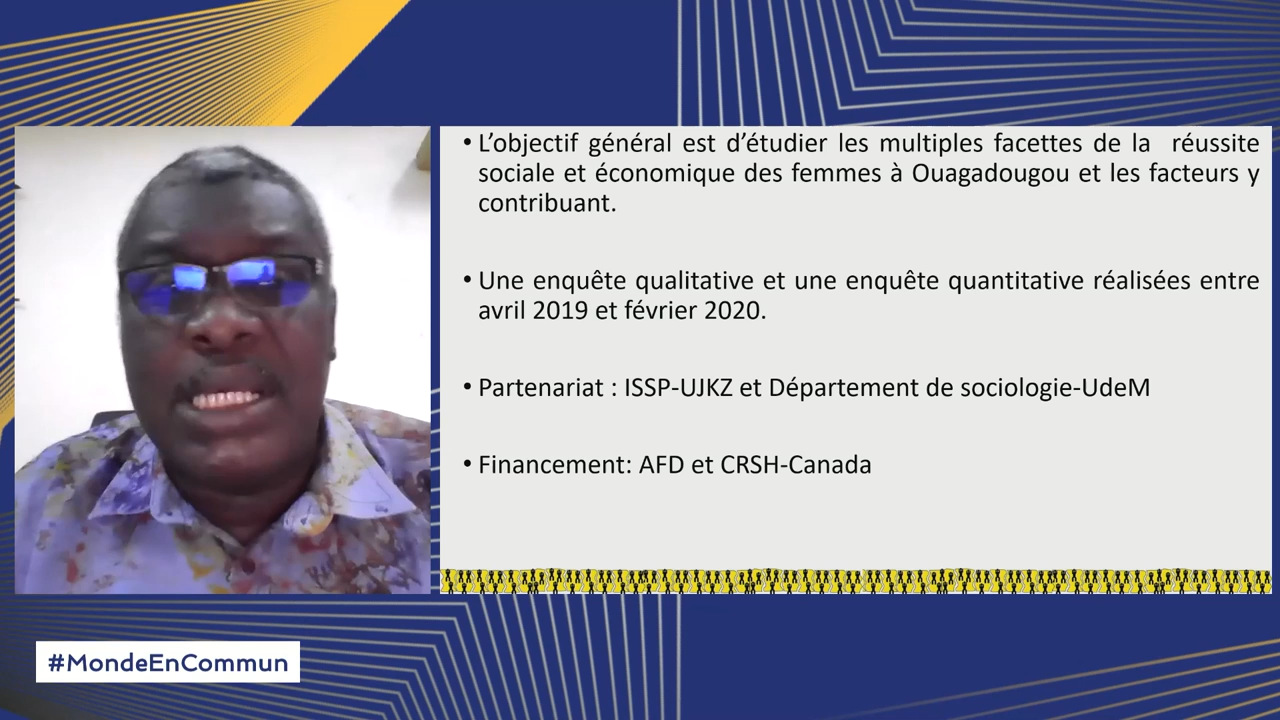 • L’objectif général est d’étudier les multiples facettes de la réussite
sociale et économique des femmes à Ouagadougou et les facteurs y
contribuant.
• Une enquête qualitative et une enquête quantitative réalisées entre
avril 2019 et février 2020.
• Partenariat : ISSP-UJKZ et Département de sociologie-UdeM
• Financement: AFD et CRSH-Canada
#MondeEnCommun